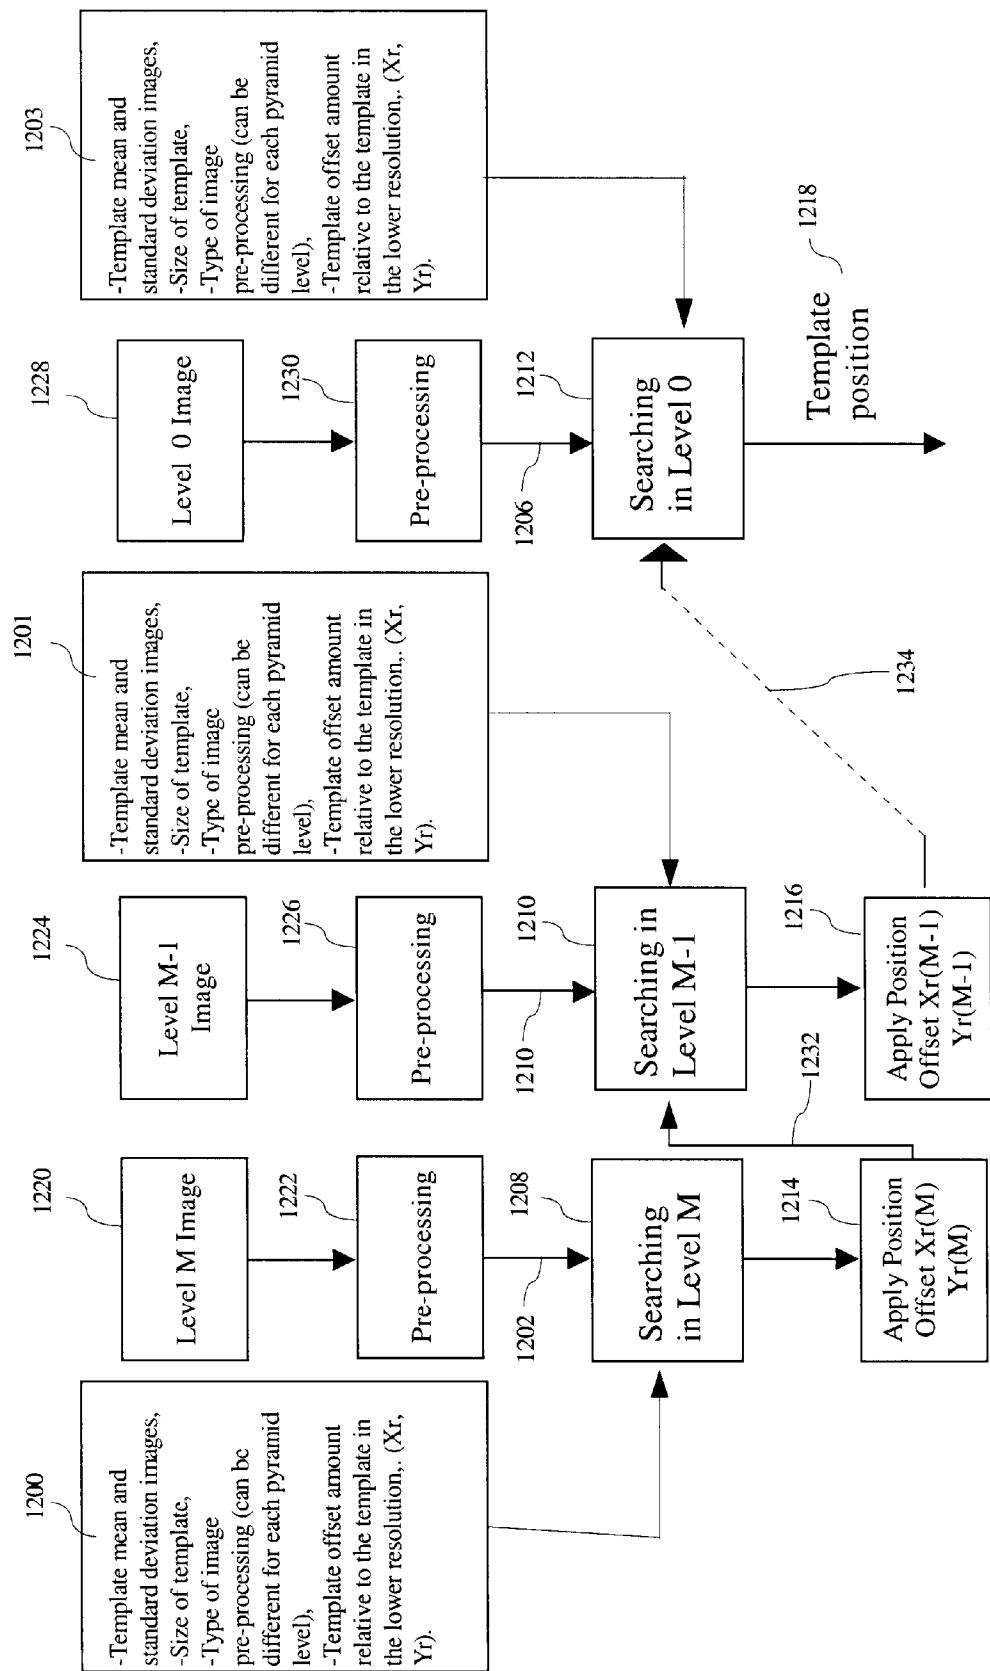 1200
-Template mean and
standard deviation images,
-Size of template,
-Type of image
pre-processing (can be
different for each pyramid
level),
-Template offset amount
relative to the template in
the lower resolution,. (Xr,
Yr).
1220
Level M Image
1222
Pre-processing
1202
1208
Searching
in Level M
1214
Apply Position
Offset Xr(M)
Yr(M)
1232
1224
Level M-1
Image
1226
Pre-processing
1210
1210
Searching in
Level M-1
1216
Apply Position
Offset Xr(M-1)
Yr(M-1)
1234
1201
-Template mean and
standard deviation images,
-Size of template,
-Type of image
pre-processing (can be
different for each pyramid
level),
-Template offset amount
relative to the template in
the lower resolution,. (Xr,
Yr).
1228
Level 0 Image
1230
Pre-processing
1206
1212
Searching
in Level 0
1218
Template
position
1203
-Template mean and
standard deviation images,
-Size of template,
-Type of image
pre-processing (can be
different for each pyramid
level),
-Template offset amount
relative to the template in
the lower resolution,. (Xr,
Yr).